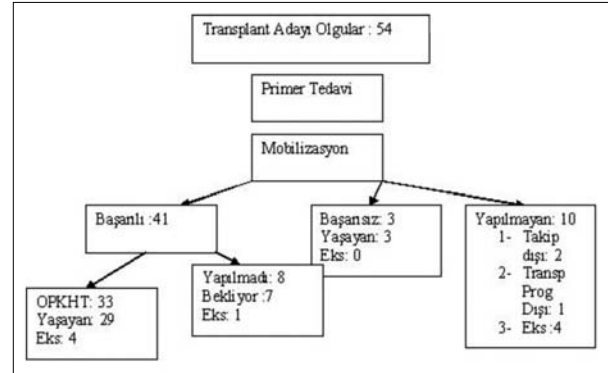 Transplant Adayı Olgular : 54
Primer Tedavi
Mobilizasyon
Başarılı :41
Başarısız: 3
Yaşayan: 3
Eks: 0
Yapılmayan: 10
1- Takip
dışı: 2
2- Transp
Prog
Dışı: 1
3- Eks :4
OPKHT: 33
Yaşayan: 29
Eks: 4
Yapılmadı: 8
Bekliyor :7
Eks: 1